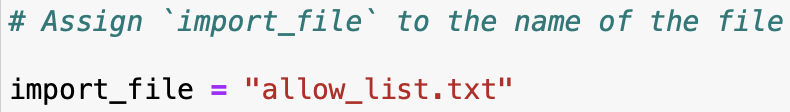 # Assign `import_file` to the name of the file
import_file = "allow_list.txt"